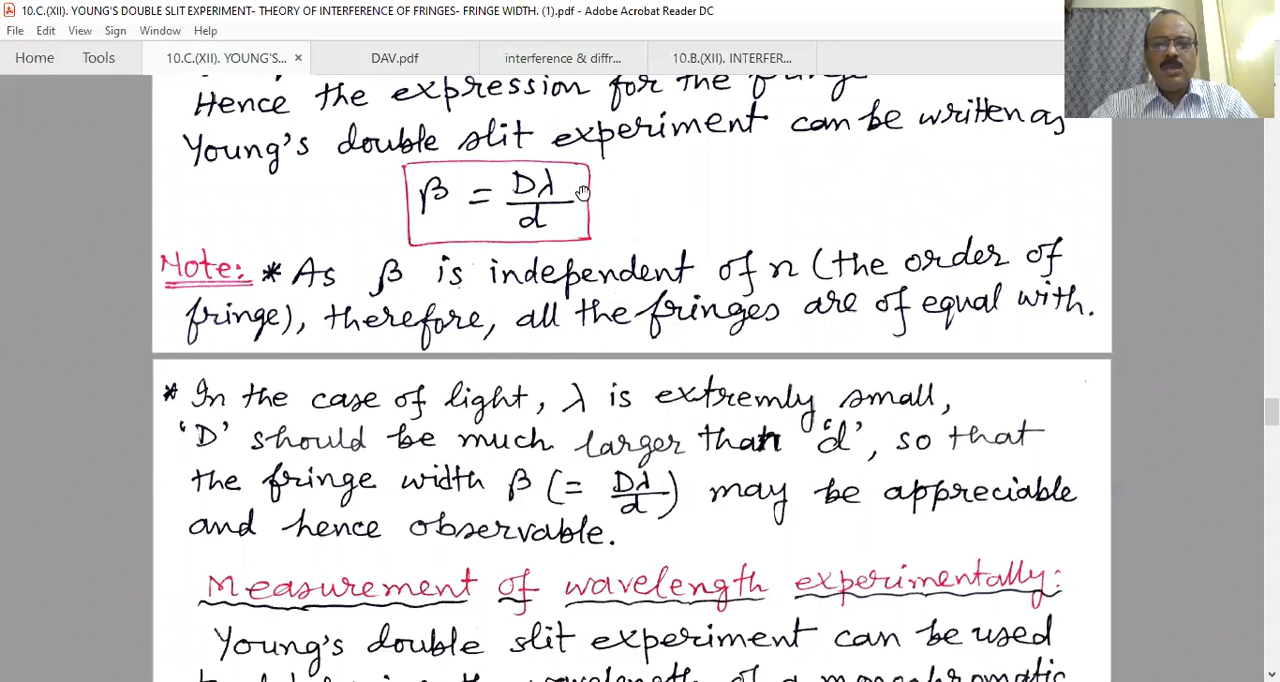 10.C.(XII). YOUNG'S DOUBLE SLIT EXPERIMENT- THEORY OF INTERFERENCE OF FRINGES- FRINGE WIDTH. (1).pdf - Adobe Acrobat Reader DC
File Edit View Sign Window Help
Home Tools 10.C.(XII). YOUNG'S... × DAV.pdf interference & diffr... 10.B.(XII). INTERFER...
Hence the expression for the fringe
Young's double slit experiment can be written as
β = Dλ/d
Note: * As β is independent of n (the order of
fringe), therefore, all the fringes are of equal with.
* In the case of light, λ is extremly small,
'D' should be much larger than 'd', so that
the fringe width β (= Dλ/d) may be appreciable
and hence observable.
Measurement of wavelength experimentally:
Young's double slit experiment can be used
wavelength of a monochromatic